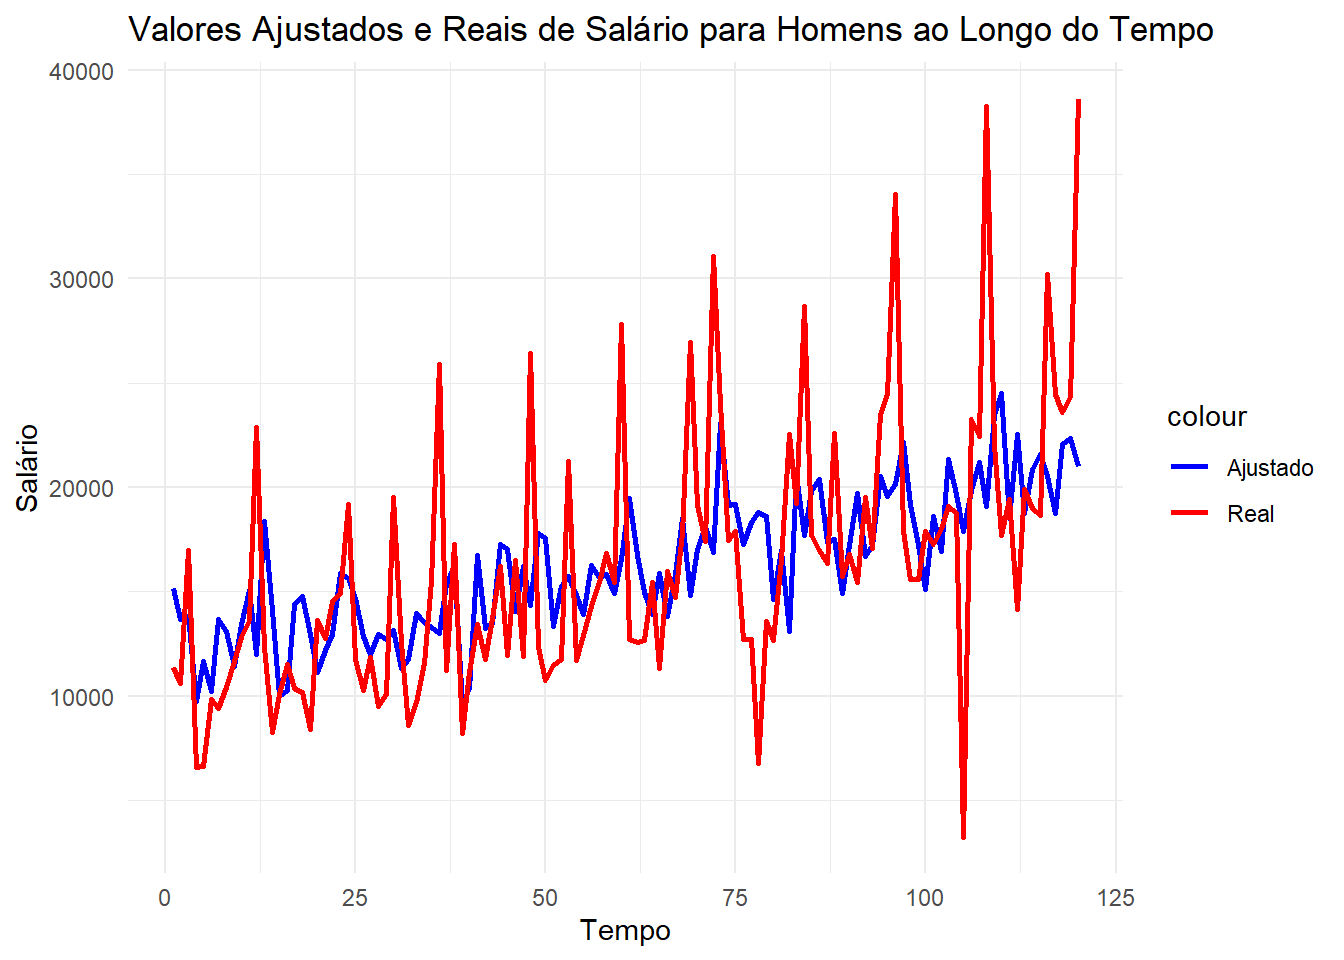 Valores Ajustados e Reais de Salário para Homens ao Longo do Tempo
40000
30000
20000
10000
Salário
0
25
50
75
100
125
Tempo
colour
Ajustado
Real